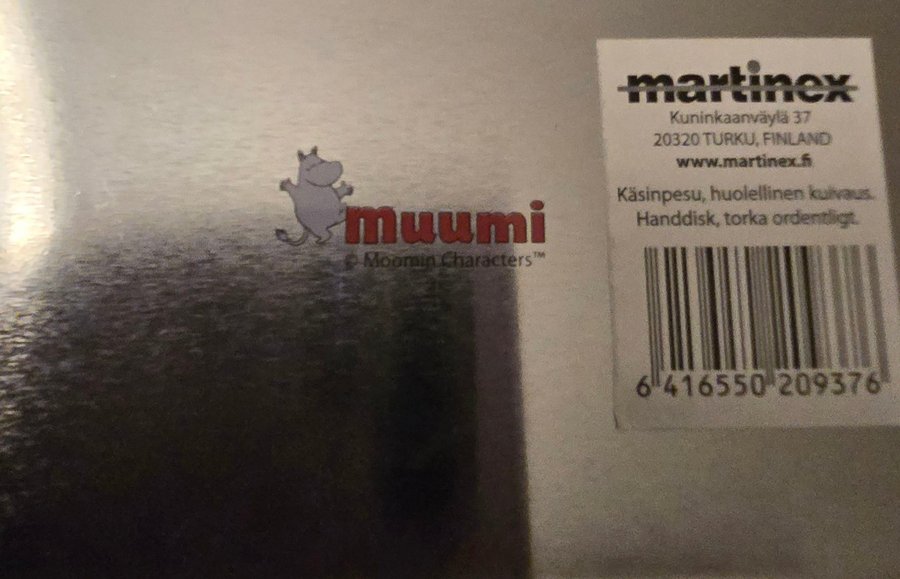 muumi
© Moomin Characters™
martinex
Kuninkaanväylä 37
20320 TURKU, FINLAND
www.martinex.fi
Käsinpesu, huolellinen kuivaus.
Handdisk, torka ordentligt.
6 416550 209376